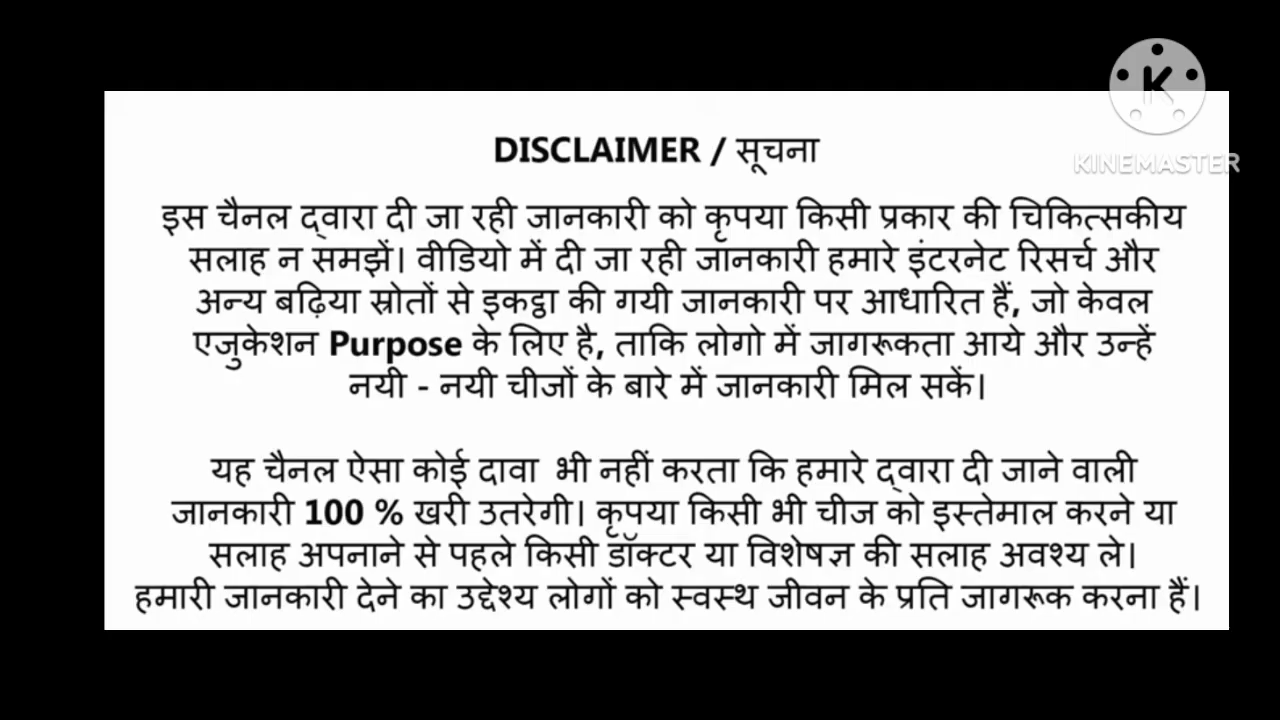 K
KINEMASTER
DISCLAIMER / सूचना
इस चैनल द्वारा दी जा रही जानकारी को कृपया किसी प्रकार की चिकित्सकीय
सलाह न समझें। वीडियो में दी जा रही जानकारी हमारे इंटरनेट रिसर्च और
अन्य बढ़िया स्रोतों से इकट्ठा की गयी जानकारी पर आधारित हैं, जो केवल
एजुकेशन Purpose के लिए है, ताकि लोगो में जागरूकता आये और उन्हें
नयी - नयी चीजों के बारे में जानकारी मिल सकें।
यह चैनल ऐसा कोई दावा भी नहीं करता कि हमारे द्वारा दी जाने वाली
जानकारी 100 % खरी उतरेगी। कृपया किसी भी चीज को इस्तेमाल करने या
सलाह अपनाने से पहले किसी डॉक्टर या विशेषज्ञ की सलाह अवश्य ले।
हमारी जानकारी देने का उद्देश्य लोगों को स्वस्थ जीवन के प्रति जागरूक करना हैं।